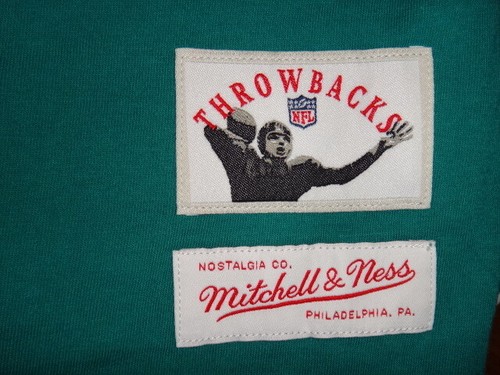 THROWBACKS
NFL
NOSTALGIA CO.
Mitchell & Ness
PHILADELPHIA, PA.